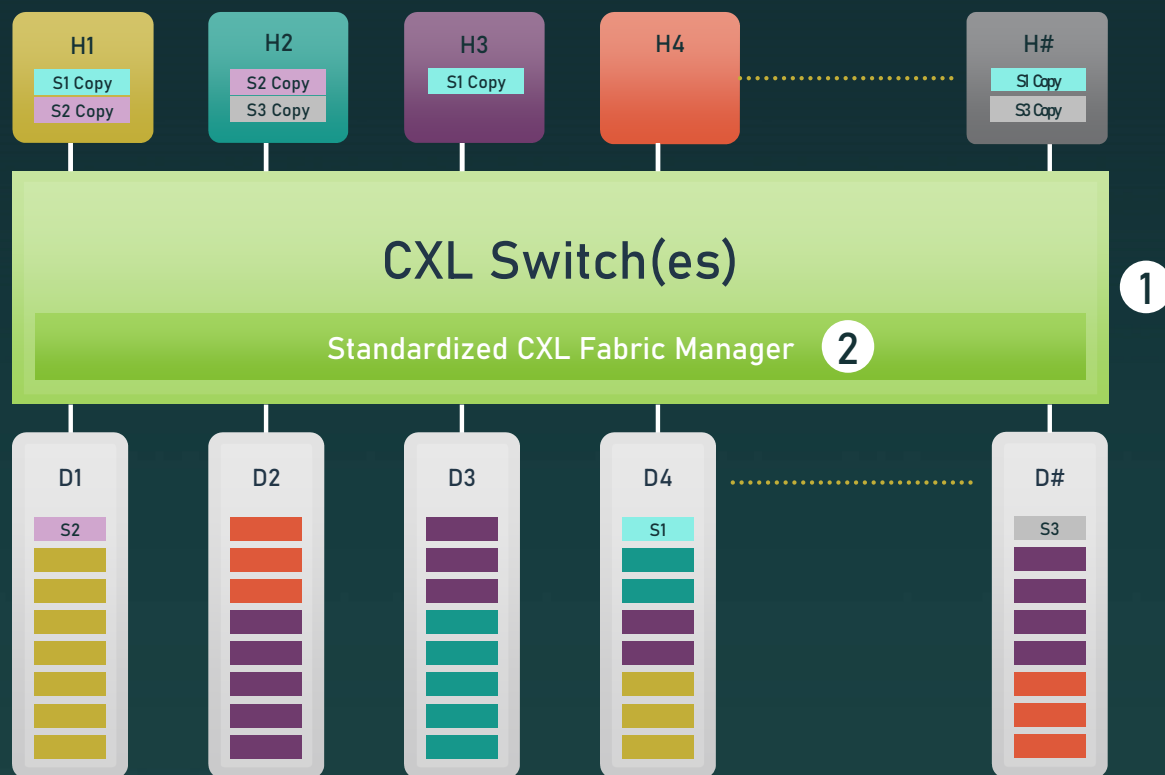 H1
H2
H3
H4
H#
S1 Copy
S2 Copy
S2 Copy
S3 Copy
S1 Copy
S1 Copy
S3 Copy
CXL Switch(es)
1
Standardized CXL Fabric Manager
2
D1
D2
D3
D4
D#
S2
S1
S3